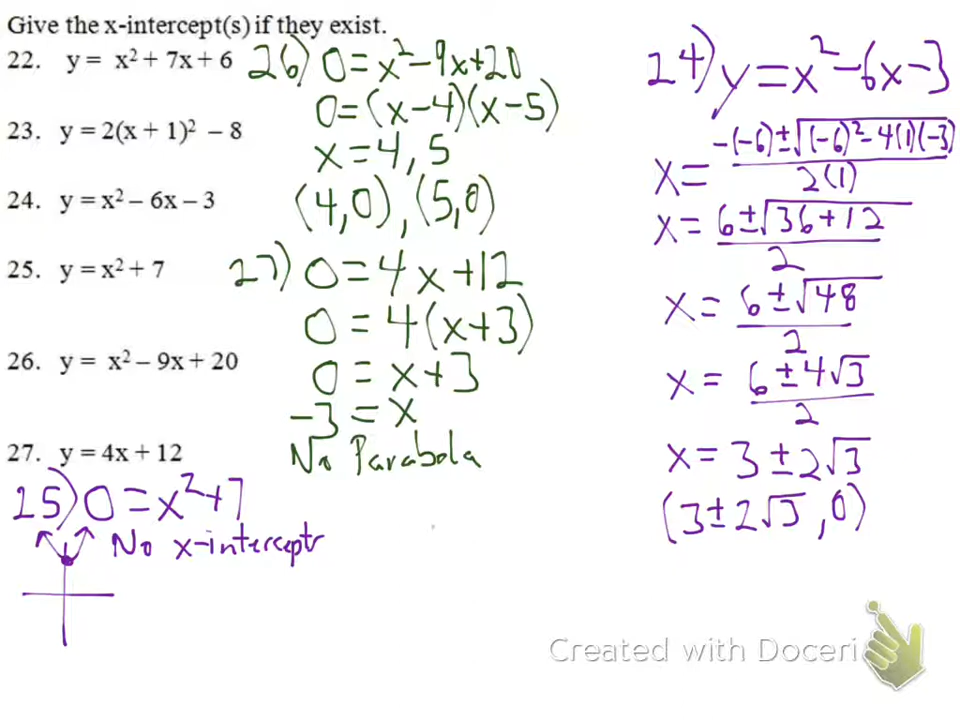 Give the x-intercept(s) if they exist.
22. y = x² + 7x + 6
23. y = 2(x + 1)² – 8
24. y = x² – 6x – 3
25. y = x² + 7
26. y = x² – 9x + 20
27. y = 4x + 12
25) 0 = x² + 7
No x-intercepts
26) 0 = x² - 9x + 20
0 = (x - 4)(x - 5)
x = 4, 5
(4, 0), (5, 0)
27) 0 = 4x + 12
0 = 4(x + 3)
0 = x + 3
-3 = x
No Parabola
24) y = x² - 6x - 3
x = -(-6) ± √(-6)² - 4(1)(-3) / 2(1)
x = 6 ± √36 + 12 / 2
x = 6 ± √48 / 2
x = 6 ± 4√3 / 2
x = 3 ± 2√3
(3 ± 2√3, 0)
Created with Doceri